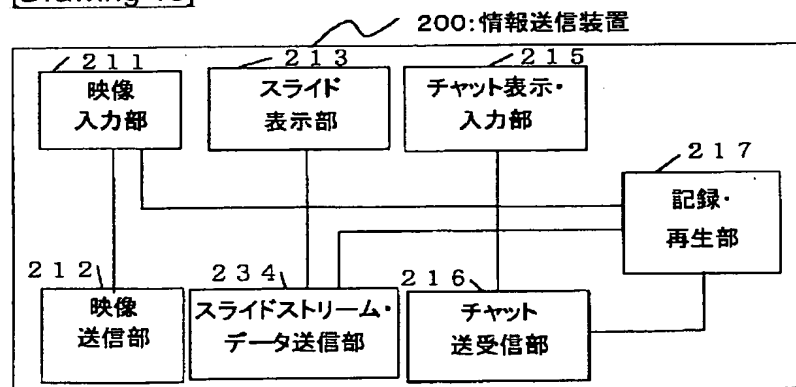 200:情報送信装置
211
映像
入力部
213
スライド
表示部
215
チャット表示・
入力部
217
記録・
再生部
212
映像
送信部
234
スライドストリーム・
データ送信部
216
チャット
送受信部